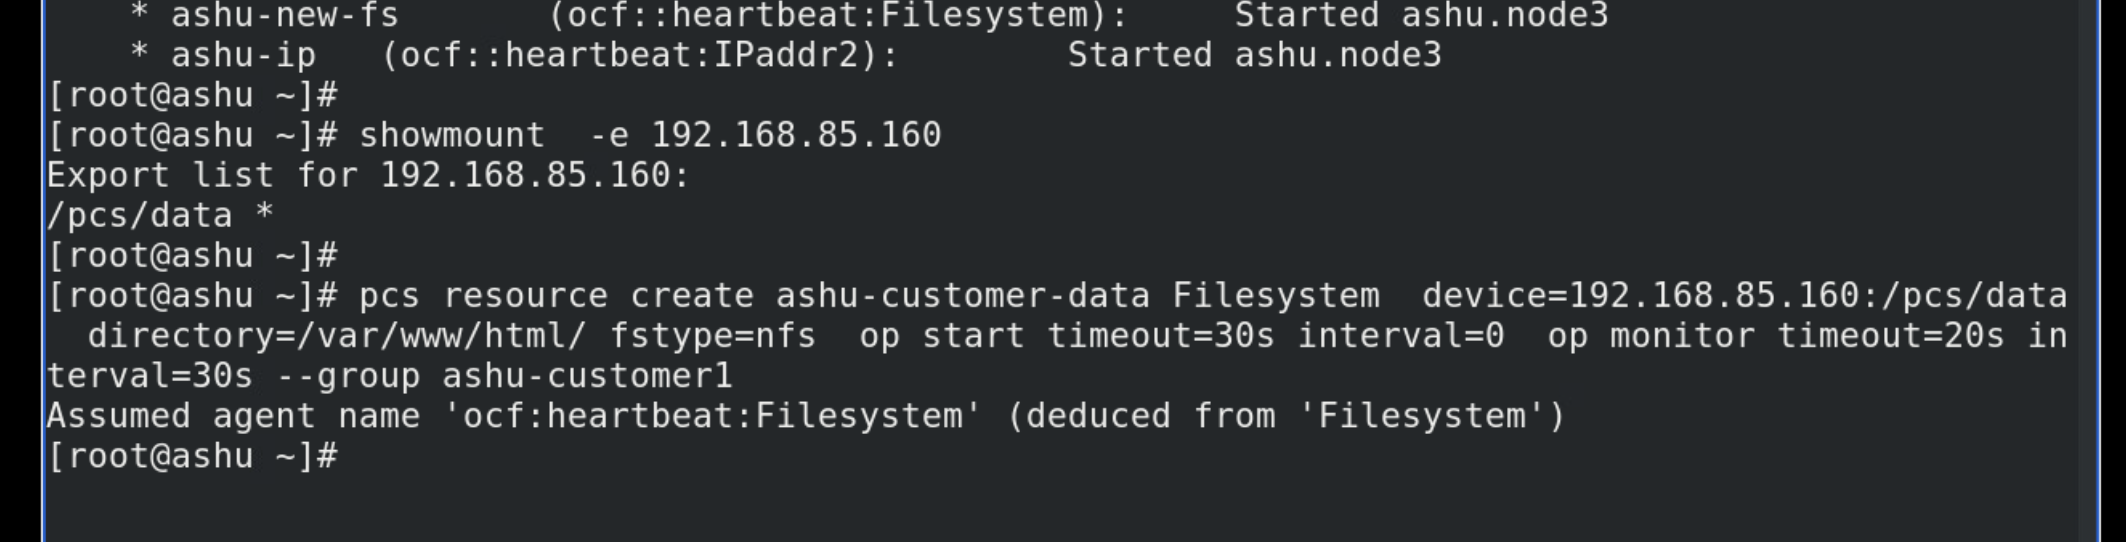 * ashu-new-fs (ocf::heartbeat:Filesystem): Started ashu.node3
* ashu-ip (ocf::heartbeat:IPaddr2): Started ashu.node3
[root@ashu ~]#
[root@ashu ~]# showmount  -e 192.168.85.160
Export list for 192.168.85.160:
/pcs/data *
[root@ashu ~]#
[root@ashu ~]# pcs resource create ashu-customer-data Filesystem  device=192.168.85.160:/pcs/data
  directory=/var/www/html/ fstype=nfs  op start timeout=30s interval=0  op monitor timeout=20s in
terval=30s --group ashu-customer1
Assumed agent name 'ocf:heartbeat:Filesystem' (deduced from 'Filesystem')
[root@ashu ~]#